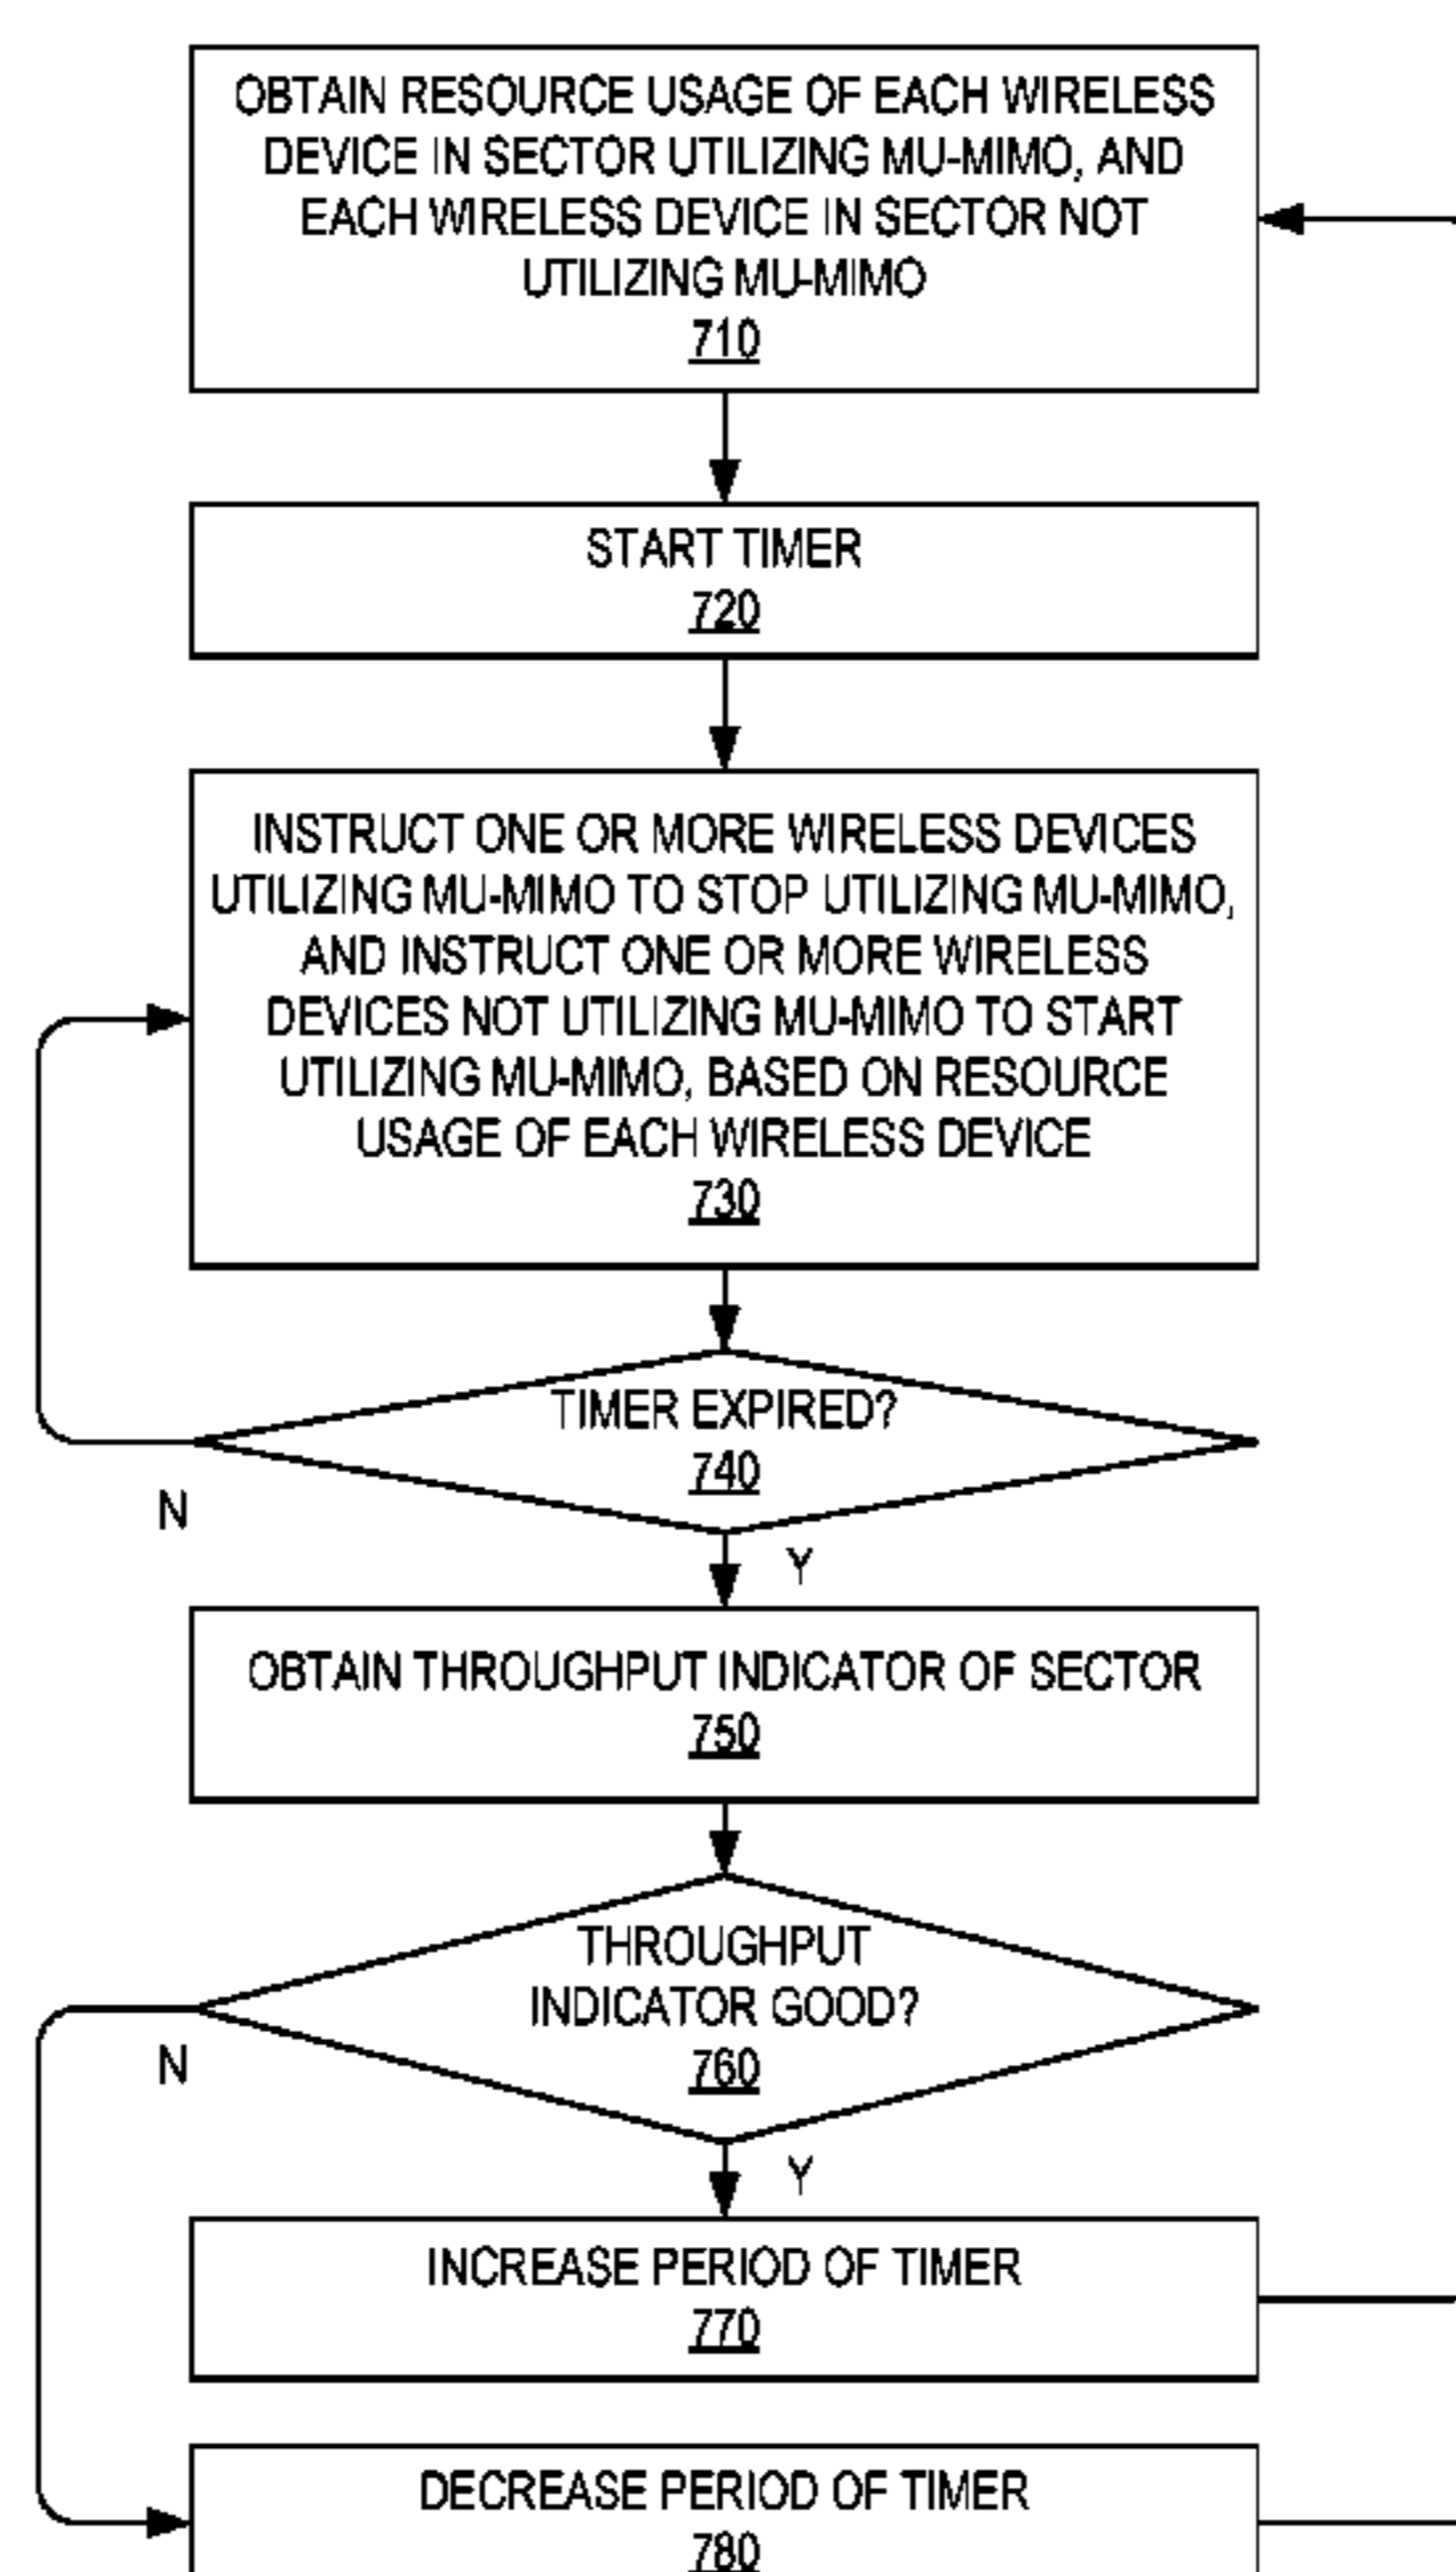 OBTAIN RESOURCE USAGE OF EACH WIRELESS
DEVICE IN SECTOR UTILIZING MU-MIMO, AND
EACH WIRELESS DEVICE IN SECTOR NOT
UTILIZING MU-MIMO
710
START TIMER
720
INSTRUCT ONE OR MORE WIRELESS DEVICES
UTILIZING MU-MIMO TO STOP UTILIZING MU-MIMO,
AND INSTRUCT ONE OR MORE WIRELESS
DEVICES NOT UTILIZING MU-MIMO TO START
UTILIZING MU-MIMO, BASED ON RESOURCE
USAGE OF EACH WIRELESS DEVICE
730
TIMER EXPIRED?
740
N
Y
OBTAIN THROUGHPUT INDICATOR OF SECTOR
750
THROUGHPUT
INDICATOR GOOD?
760
N
Y
INCREASE PERIOD OF TIMER
770
DECREASE PERIOD OF TIMER
780